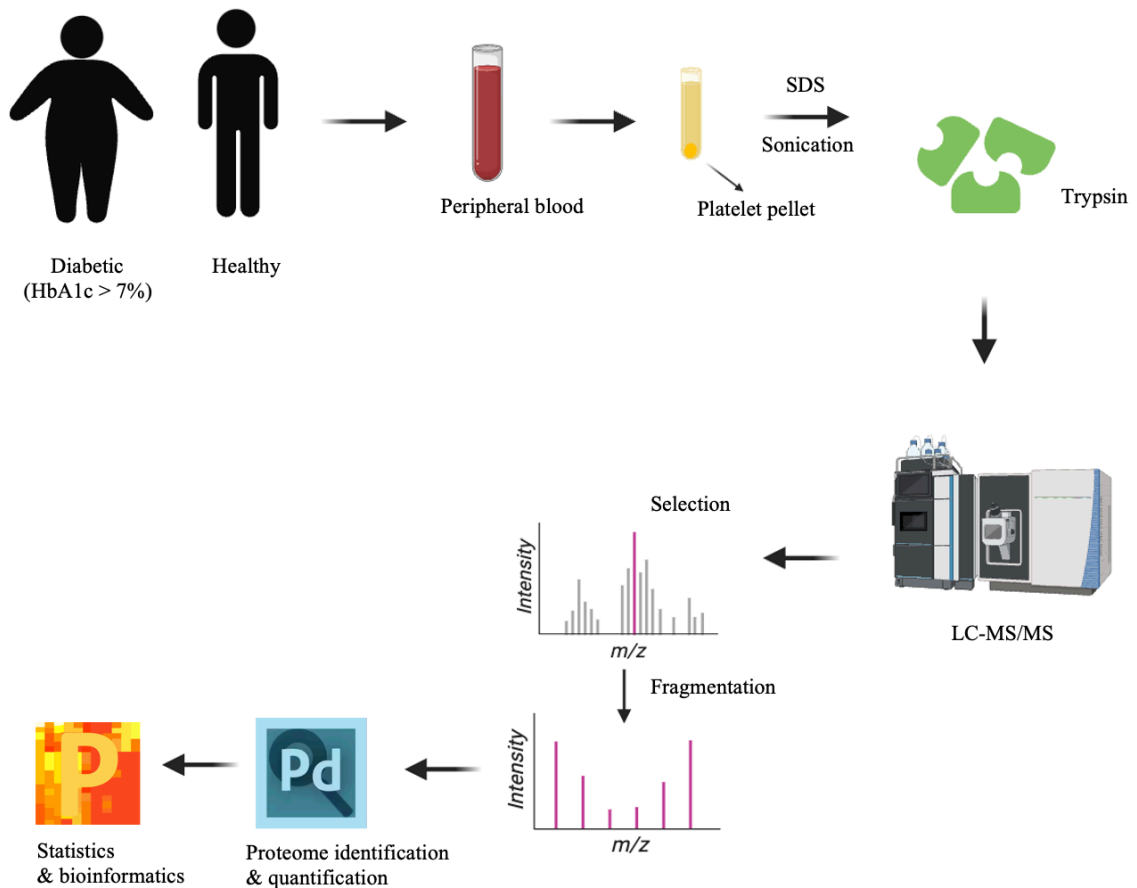 Diabetic
(HbA1c > 7%)
Healthy
Peripheral blood
Platelet pellet
SDS
Sonication
Trypsin
LC-MS/MS
Selection
Intensity
m/z
Fragmentation
Intensity
m/z
Pd
Proteome identification
& quantification
P
Statistics
& bioinformatics